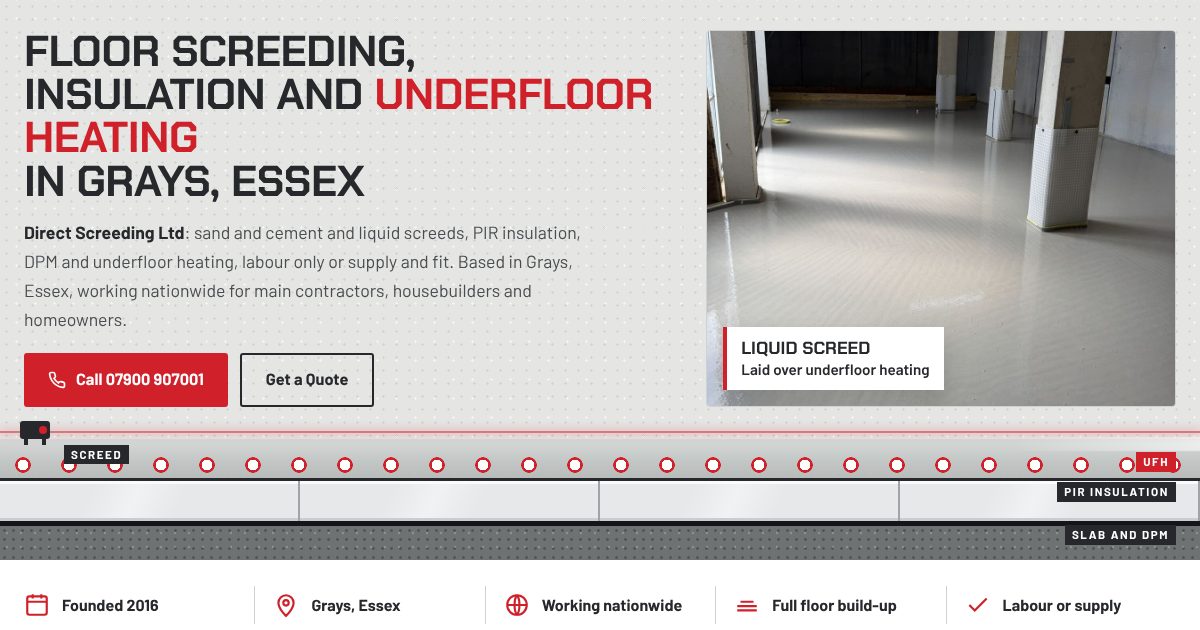 FLOOR SCREEDING,
INSULATION AND UNDERFLOOR
HEATING
IN GRAYS, ESSEX
Direct Screeding Ltd: sand and cement and liquid screeds, PIR insulation,
DPM and underfloor heating, labour only or supply and fit. Based in Grays,
Essex, working nationwide for main contractors, housebuilders and
homeowners.
Call 07900 907001
Get a Quote
LIQUID SCREED
Laid over underfloor heating
SCREED
UFH
PIR INSULATION
SLAB AND DPM
Founded 2016
Grays, Essex
Working nationwide
Full floor build-up
Labour or supply